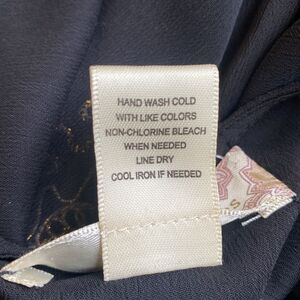 HAND WASH COLD
WITH LIKE COLORS
NON-CHLORINE BLEACH
WHEN NEEDED
LINE DRY
COOL IRON IF NEEDED